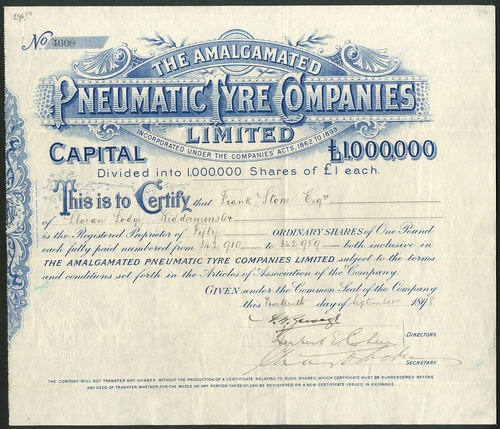 No 4608
THE AMALGAMATED
PNEUMATIC TYRE COMPANIES
LIMITED
INCORPORATED UNDER THE COMPANIES ACTS, 1862 TO 1893
CAPITAL £1,000,000
Divided into 1,000,000 Shares of £1 each.
This is to Certify that Frank Stone Esqre
of Lodge, Kidderminster
is the Registered Proprietor of Fifty ORDINARY SHARES of One Pound
each fully paid numbered from 342,910 to 342,959 both inclusive in
THE AMALGAMATED PNEUMATIC TYRE COMPANIES LIMITED subject to the terms
and conditions set forth in the Articles of Association of the Company.
GIVEN under the Common Seal of the Company
this Fourteenth day of September 1898
DIRECTORS.
SECRETARY.
THE COMPANY WILL NOT TRANSFER ANY SHARES WITHOUT THE PRODUCTION OF A CERTIFICATE RELATING TO SUCH SHARES, WHICH CERTIFICATE MUST BE SURRENDERED BEFORE
ANY DEED OF TRANSFER, WHETHER FOR THE WHOLE OR ANY PORTION THEREOF, CAN BE REGISTERED OR A NEW CERTIFICATE ISSUED IN EXCHANGE.